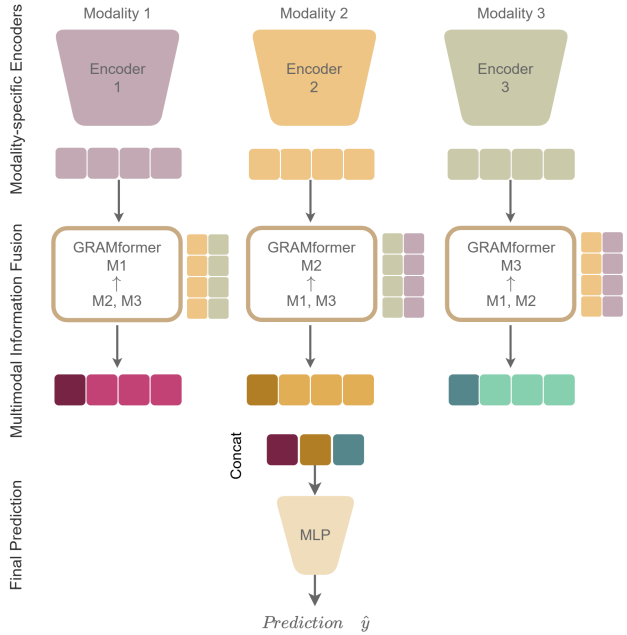 Modality 1
Modality 2
Modality 3
Modality-specific Encoders
Encoder
1
Encoder
2
Encoder
3
Multimodal Information Fusion
GRAMformer
M1
↑
M2, M3
GRAMformer
M2
↑
M1, M3
GRAMformer
M3
↑
M1, M2
Concat
Final Prediction
MLP
Prediction ŷ